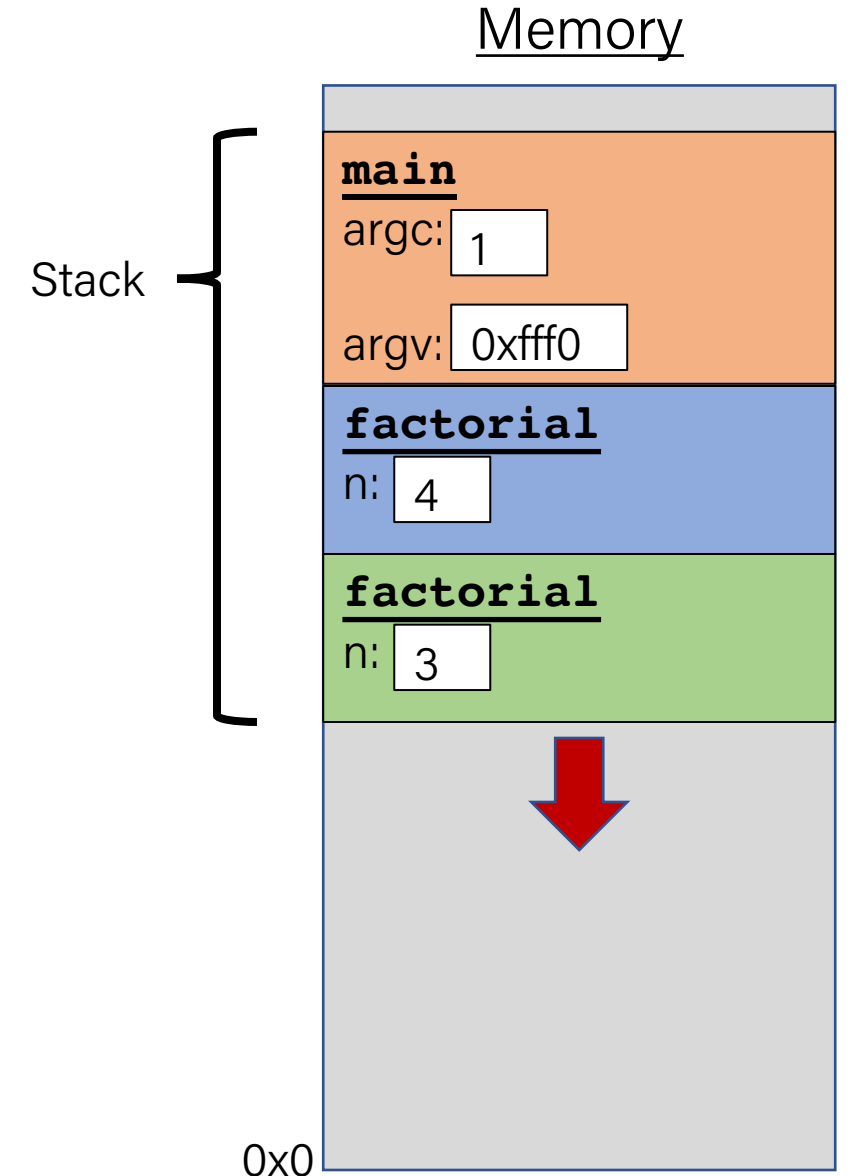 Memory
main
argc: 1
Stack
argv: 0xfff0
factorial
n: 4
factorial
n: 3
0x0